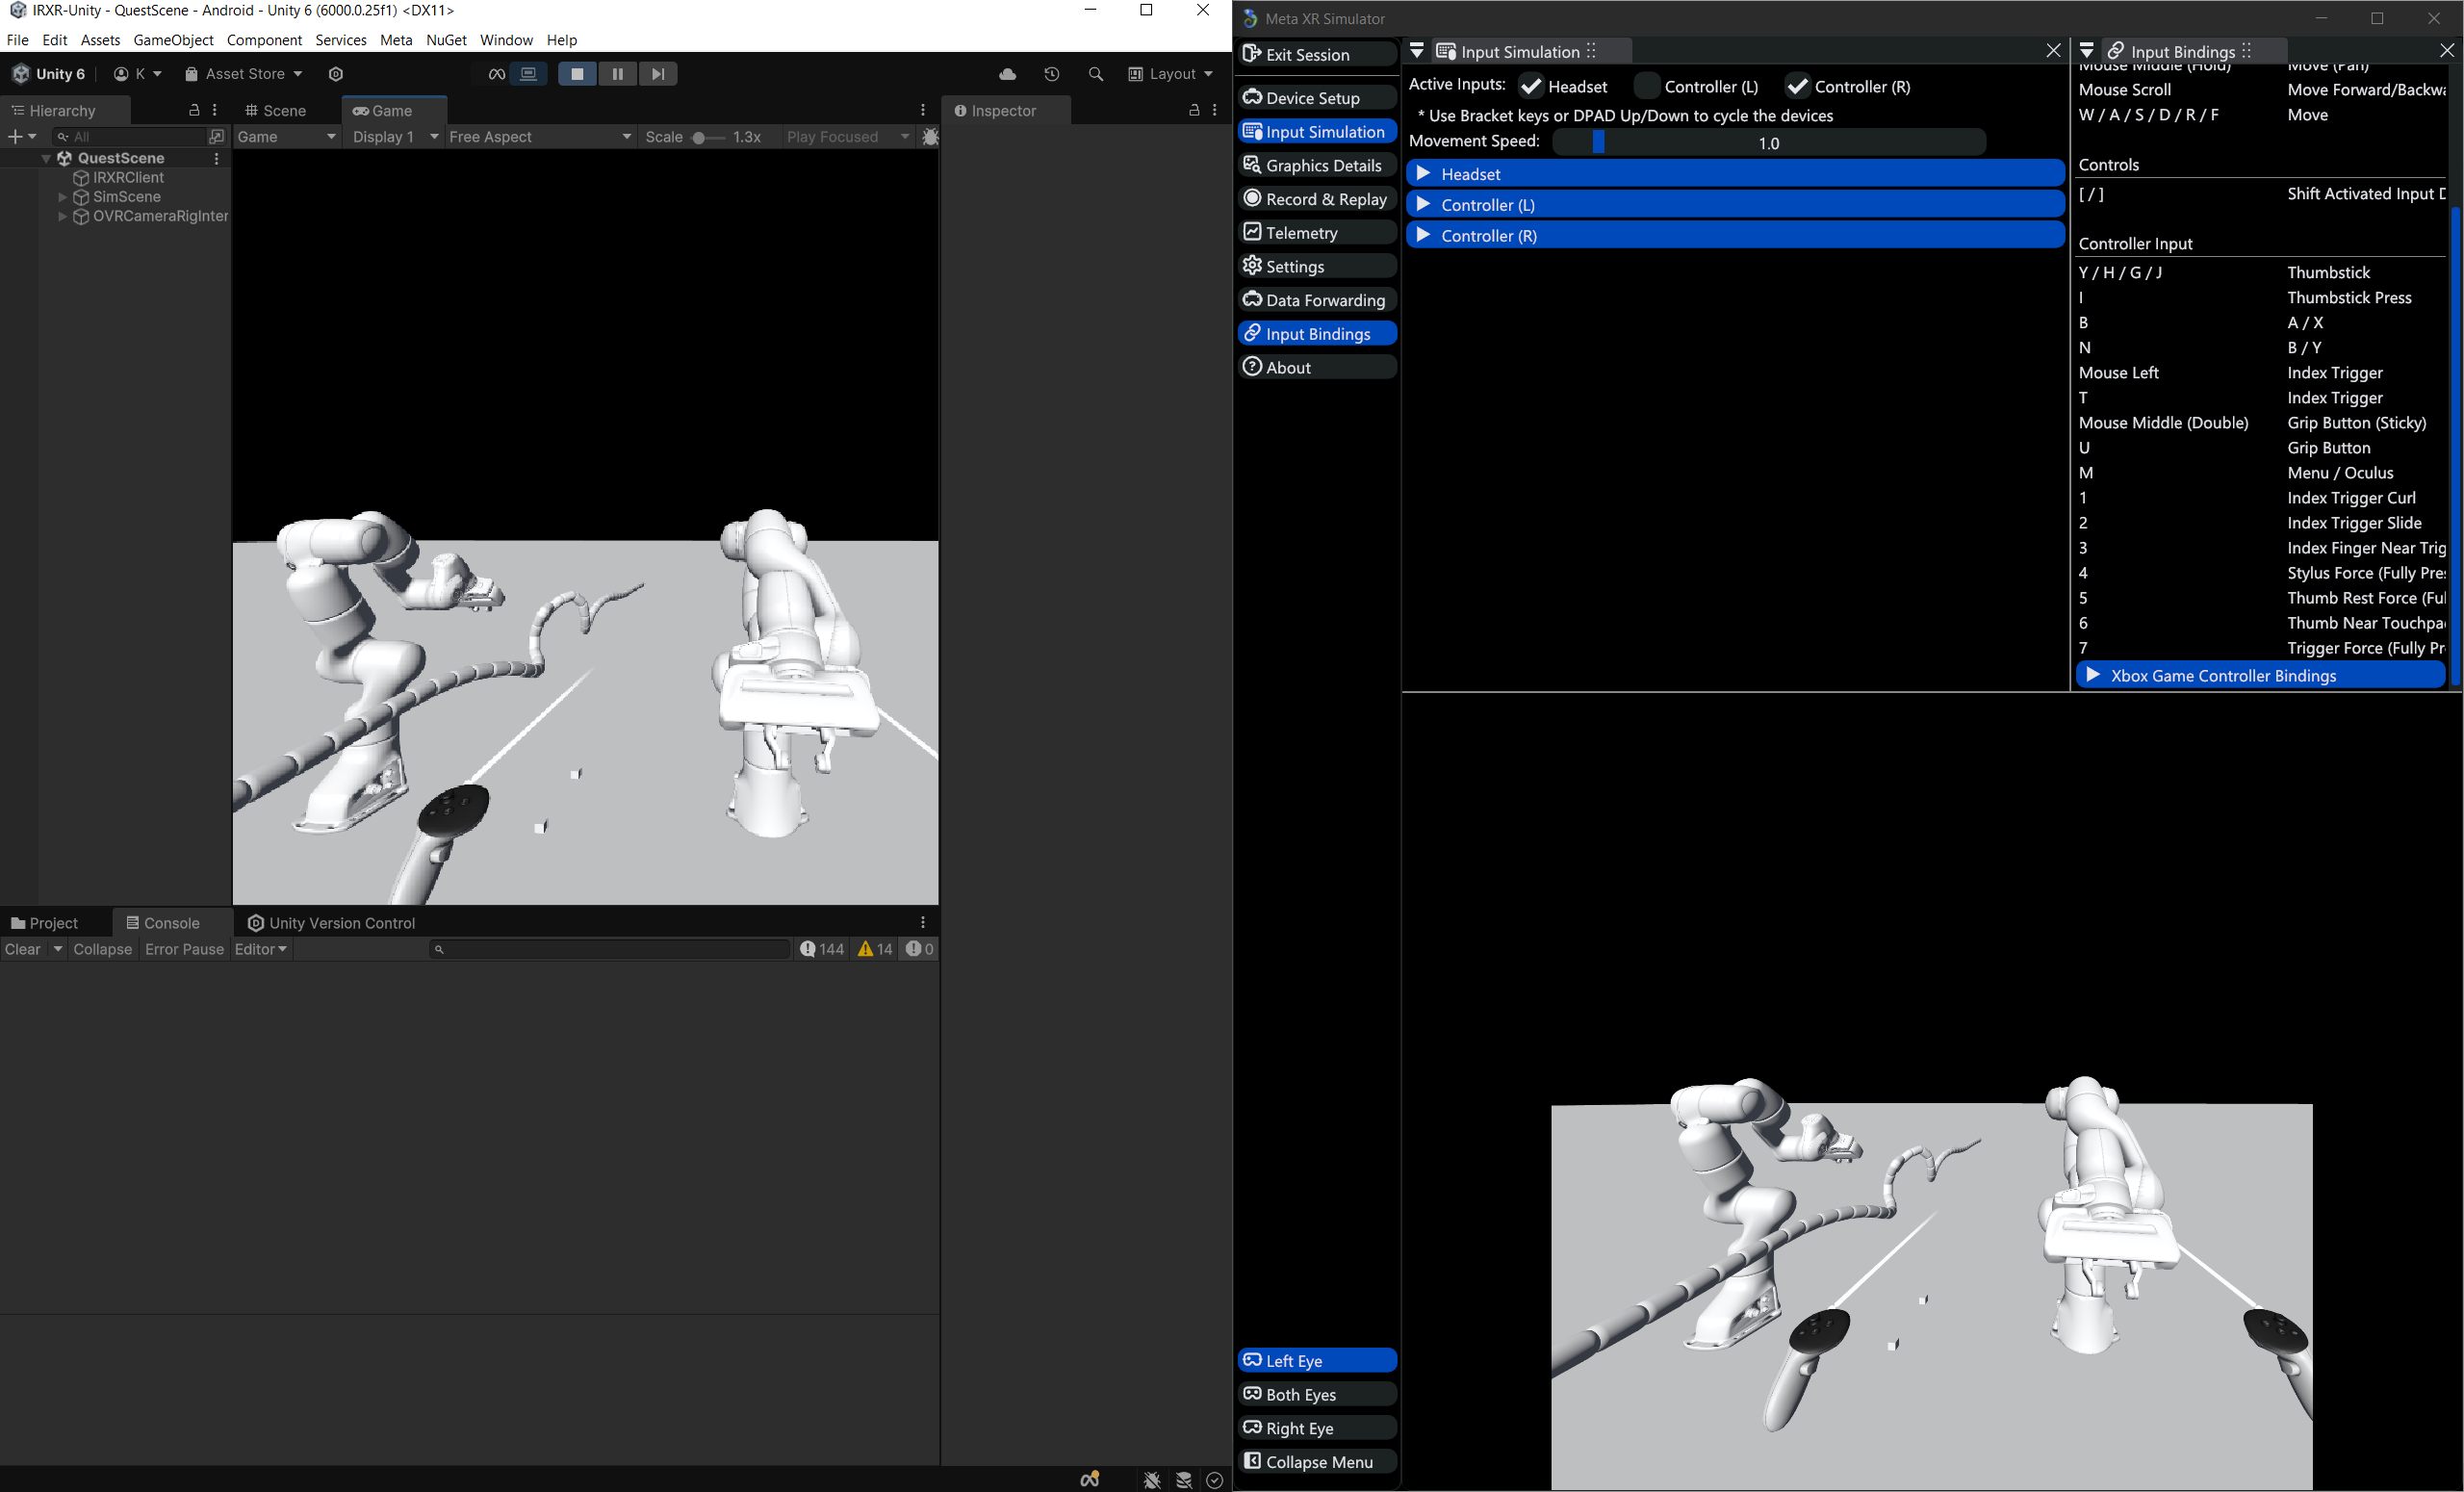 IRXR-Unity - QuestScene - Android - Unity 6 (6000.0.25f1) <DX11>
File Edit Assets GameObject Component Services Meta NuGet Window Help
Unity 6 K Asset Store Layout
Hierarchy
All
QuestScene
IRXRClient
SimScene
OVRCameraRigInter
Scene Game
Game Display 1 Free Aspect Scale 1.3x Play Focused
Inspector
Project Console Unity Version Control
Clear Collapse Error Pause Editor 144 14 0
Meta XR Simulator
Exit Session
Device Setup
Input Simulation
Graphics Details
Record & Replay
Telemetry
Settings
Data Forwarding
Input Bindings
About
Left Eye
Both Eyes
Right Eye
Collapse Menu
Input Simulation
Active Inputs: Headset Controller (L) Controller (R)
* Use Bracket keys or DPAD Up/Down to cycle the devices
Movement Speed: 1.0
Headset
Controller (L)
Controller (R)
Input Bindings
Mouse Middle (Hold) Move (Pan)
Mouse Scroll Move Forward/Backwa
W / A / S / D / R / F Move
Controls
[ / ] Shift Activated Input D
Controller Input
Y / H / G / J Thumbstick
I Thumbstick Press
B A / X
N B / Y
Mouse Left Index Trigger
T Index Trigger
Mouse Middle (Double) Grip Button (Sticky)
U Grip Button
M Menu / Oculus
1 Index Trigger Curl
2 Index Trigger Slide
3 Index Finger Near Trig
4 Stylus Force (Fully Pre
5 Thumb Rest Force (Ful
6 Thumb Near Touchpa
7 Trigger Force (Fully Pr
Xbox Game Controller Bindings